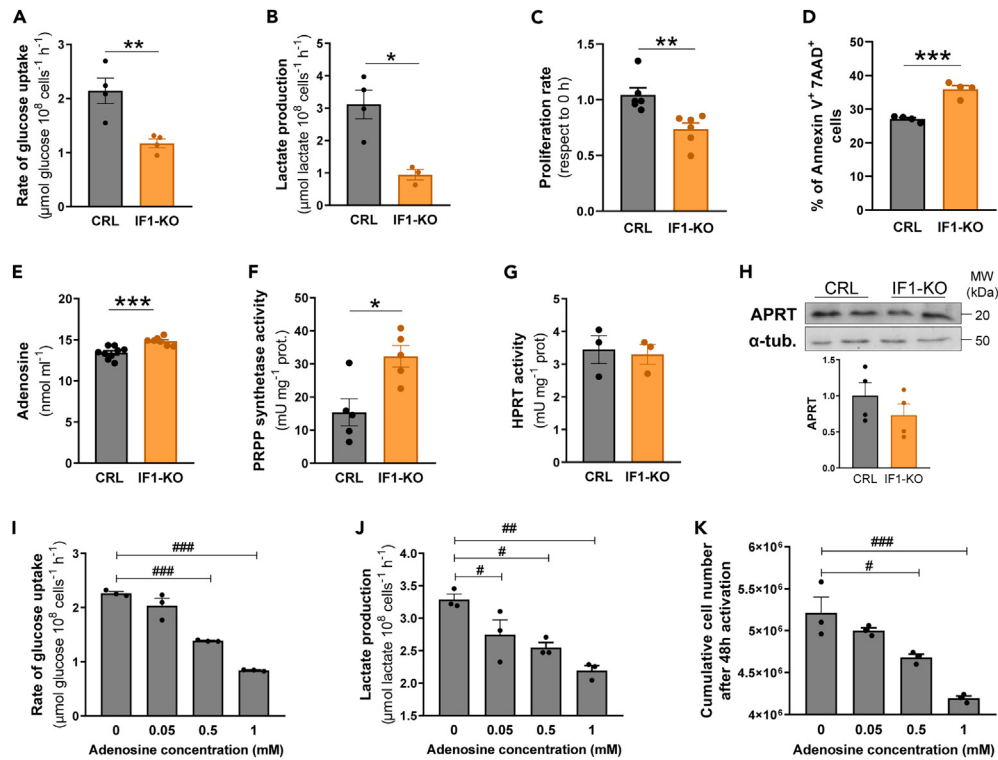 A
Rate of glucose uptake
(μmol glucose 10⁸ cells⁻¹ h⁻¹)
3
2
1
0
**
CRL IF1-KO
B
Lactate production
(μmol lactate 10⁸ cells⁻¹ h⁻¹)
5
4
3
2
1
0
*
CRL IF1-KO
C
Proliferation rate
(respect to 0 h)
1.5
1.0
0.5
0.0
**
CRL IF1-KO
D
% of Annexin V⁺ 7AAD⁺
cells
50
40
30
20
10
0
***
CRL IF1-KO
E
Adenosine
(nmol ml⁻¹)
20
15
10
5
0
***
CRL IF1-KO
F
PRPP synthetase activity
(mU mg⁻¹ prot.)
50
40
30
20
10
0
*
CRL IF1-KO
G
HPRT activity
(mU mg⁻¹ prot)
5
4
3
2
1
0
CRL IF1-KO
H
MW
(kDa)
CRL IF1-KO
APRT 20
α-tub. 50
APRT
1.5
1.0
0.5
0.0
CRL IF1-KO
I
Rate of glucose uptake
(μmol glucose 10⁸ cells⁻¹ h⁻¹)
3
2
1
0
###
###
0 0.05 0.5 1
Adenosine concentration (mM)
J
Lactate production
(μmol lactate 10⁸ cells⁻¹ h⁻¹)
4.0
3.5
3.0
2.5
2.0
1.5
##
#
#
0 0.05 0.5 1
Adenosine concentration (mM)
K
Cumulative cell number
after 48h activation
6×10⁶
5×10⁶
5×10⁶
4×10⁶
4×10⁶
###
#
0 0.05 0.5 1
Adenosine concentration (mM)